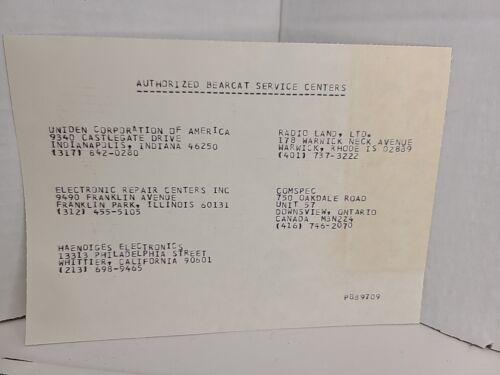 AUTHORIZED BEARCAT SERVICE CENTERS
UNIDEN CORPORATION OF AMERICA
9340 CASTLEGATE DRIVE
INDIANAPOLIS, INDIANA 46250
(317) 842-0280
RADIO LAND, LTD.
178 WARWICK NECK AVENUE
WARWICK, RHODE IS 02889
(401) 737-3222
ELECTRONIC REPAIR CENTERS INC
9490 FRANKLIN AVENUE
FRANKLIN PARK, ILLINOIS 60131
(312) 455-5105
COMSPEC
750 OAKDALE ROAD
UNIT 57
DOWNSVIEW, ONTARIO
CANADA M3N2Z4
(416) 746-2070
HAENDIGES ELECTRONICS
13313 PHILADELPHIA STREET
WHITTIER, CALIFORNIA 90601
(213) 698-9465